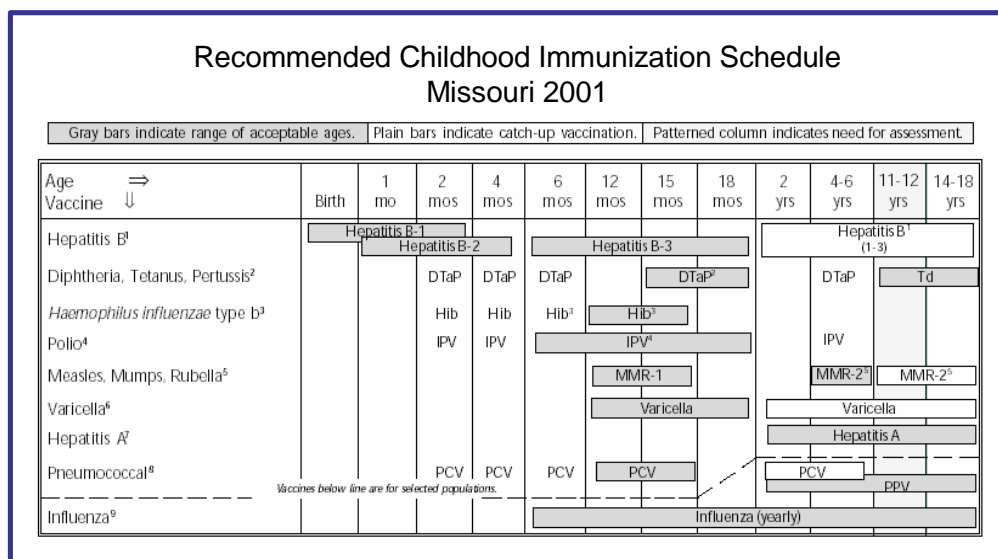 Recommended Childhood Immunization Schedule
Missouri 2001
Gray bars indicate range of acceptable ages. Plain bars indicate catch-up vaccination. Patterned column indicates need for assessment.
Age ⇒
Vaccine ⇓
Birth
1
mo
2
mos
4
mos
6
mos
12
mos
15
mos
18
mos
2
yrs
4-6
yrs
11-12
yrs
14-18
yrs
Hepatitis B¹
Hepatitis B-1
Hepatitis B-2
Hepatitis B-3
Hepatitis B¹
(1-3)
Diphtheria, Tetanus, Pertussis² DTaP DTaP DTaP DTaP² DTaP Td
Haemophilus influenzae type b³ Hib Hib Hib³ Hib³
Polio⁴ IPV IPV IPV⁴ IPV
Measles, Mumps, Rubella⁵ MMR-1 MMR-2⁵ MMR-2⁵
Varicella⁶ Varicella Varicella
Hepatitis A⁷ Hepatitis A
Pneumococcal⁸ PCV PCV PCV PCV PCV
PPV
Vaccines below line are for selected populations.
Influenza⁹ Influenza (yearly)